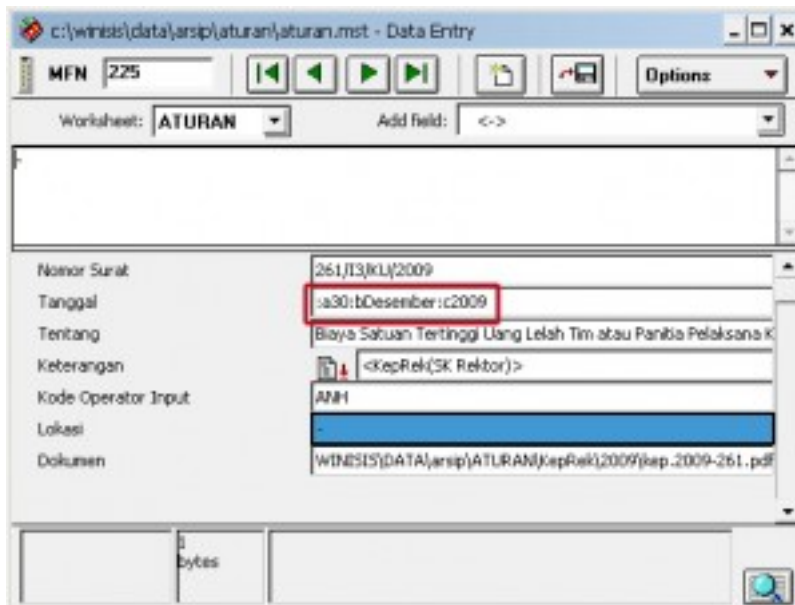 c:\winisis\data\arsip\aturan\aturan.mst - Data Entry
MFN 225 Options
Worksheet: ATURAN Add field: <->
-
Nomor Surat 261/I3/KU/2009
Tanggal :a30:bDesember:c2009
Tentang Biaya Satuan Tertinggi Uang Lelah Tim atau Panitia Pelaksana K
Keterangan <KepRek(SK Rektor)>
Kode Operator Input ANH
Lokasi -
Dokumen WINISIS\DATA\arsip\ATURAN\KepRek\2009\kep.2009-261.pdf
1
bytes